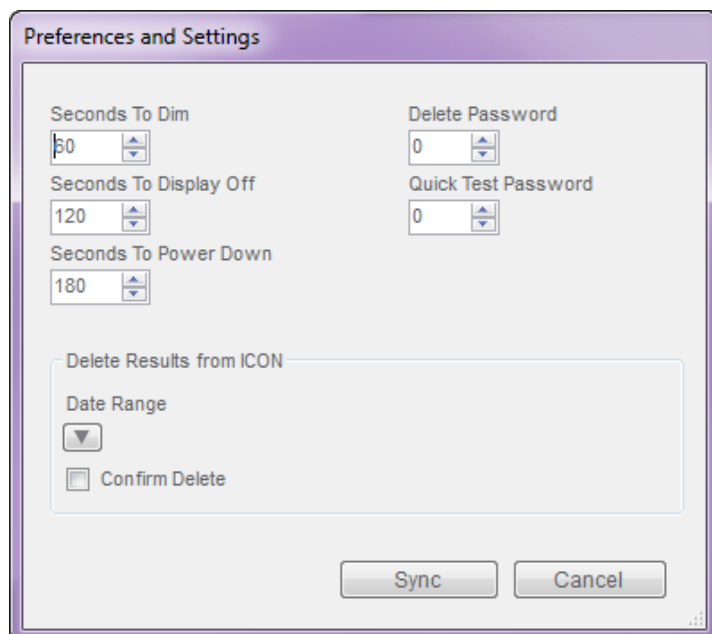 Preferences and Settings
Seconds To Dim
60
Seconds To Display Off
120
Seconds To Power Down
180
Delete Password
0
Quick Test Password
0
Delete Results from ICON
Date Range
Confirm Delete
Sync
Cancel